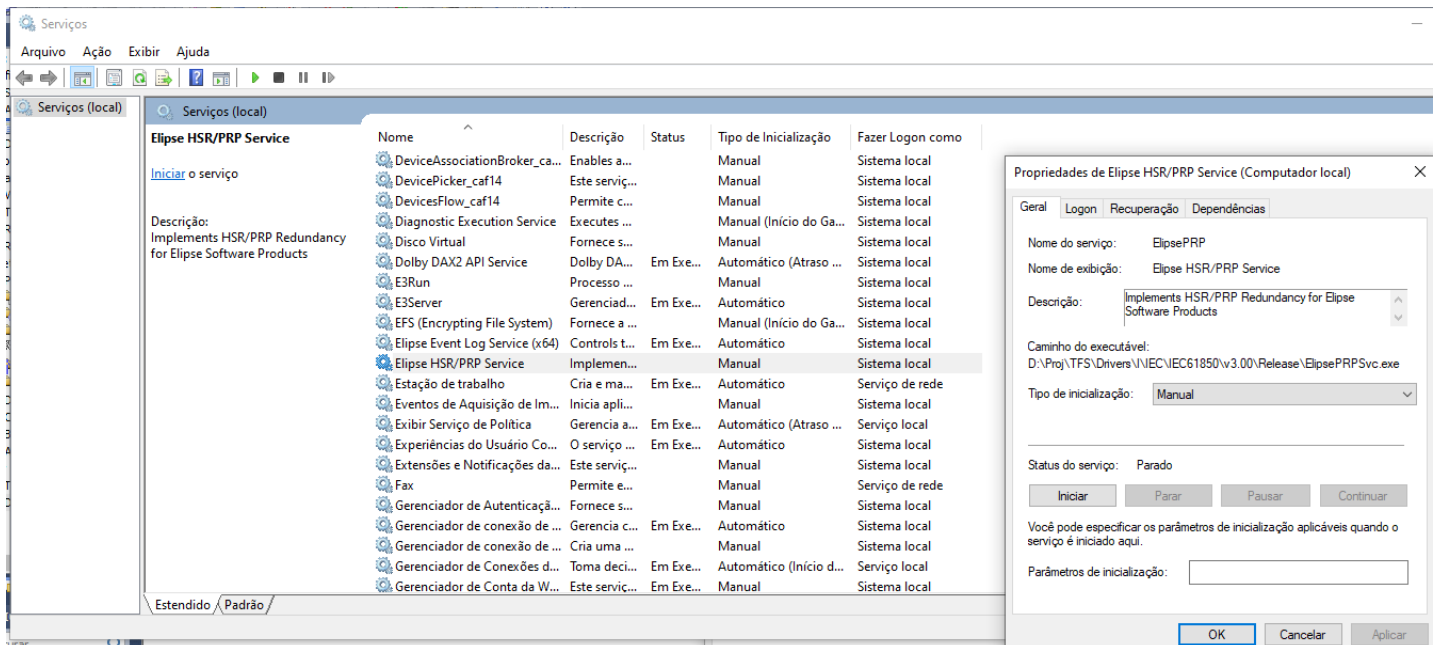 Serviços
Arquivo Ação Exibir Ajuda
Serviços (local)
Serviços (local)
Elipse HSR/PRP Service
Iniciar o serviço
Descrição:
Implements HSR/PRP Redundancy
for Elipse Software Products
Nome Descrição Status Tipo de Inicialização Fazer Logon como
DeviceAssociationBroker_ca... Enables a... Manual Sistema local
DevicePicker_caf14 Este serviç... Manual Sistema local
DevicesFlow_caf14 Permite c... Manual Sistema local
Diagnostic Execution Service Executes ... Manual (Início do Ga... Sistema local
Disco Virtual Fornece s... Manual Sistema local
Dolby DAX2 API Service Dolby DA... Em Exe... Automático (Atraso ... Sistema local
E3Run Processo ... Manual Sistema local
E3Server Gerenciad... Em Exe... Automático Sistema local
EFS (Encrypting File System) Fornece a ... Manual (Início do Ga... Sistema local
Elipse Event Log Service (x64) Controls t... Em Exe... Automático Sistema local
Elipse HSR/PRP Service Implemen... Manual Sistema local
Estação de trabalho Cria e ma... Em Exe... Automático Serviço de rede
Eventos de Aquisição de Im... Inicia apli... Manual Sistema local
Exibir Serviço de Política Gerencia a... Em Exe... Automático (Atraso ... Serviço local
Experiências do Usuário Co... O serviço ... Em Exe... Automático Sistema local
Extensões e Notificações da... Este serviç... Manual Sistema local
Fax Permite e... Manual Serviço de rede
Gerenciador de Autenticaçã... Fornece s... Manual Sistema local
Gerenciador de conexão de ... Gerencia c... Em Exe... Automático Sistema local
Gerenciador de conexão de ... Cria uma ... Manual Sistema local
Gerenciador de Conexões d... Toma deci... Em Exe... Automático (Início d... Serviço local
Gerenciador de Conta da W... Este serviç... Em Exe... Manual Sistema local
Estendido Padrão
Propriedades de Elipse HSR/PRP Service (Computador local)
Geral Logon Recuperação Dependências
Nome do serviço: ElipsePRP
Nome de exibição: Elipse HSR/PRP Service
Descrição: Implements HSR/PRP Redundancy for Elipse
Software Products
Caminho do executável:
D:\Proj\TFS\Drivers\I\IEC\IEC61850\v3.00\Release\ElipsePRPSvc.exe
Tipo de inicialização: Manual
Status do serviço: Parado
Iniciar Parar Pausar Continuar
Você pode especificar os parâmetros de inicialização aplicáveis quando o
serviço é iniciado aqui.
Parâmetros de inicialização:
OK Cancelar Aplicar